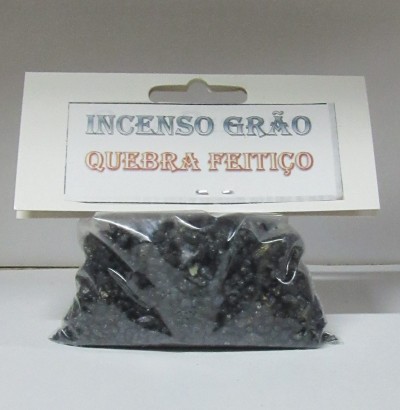 INCENSO GRÃO
QUEBRA FEITIÇO